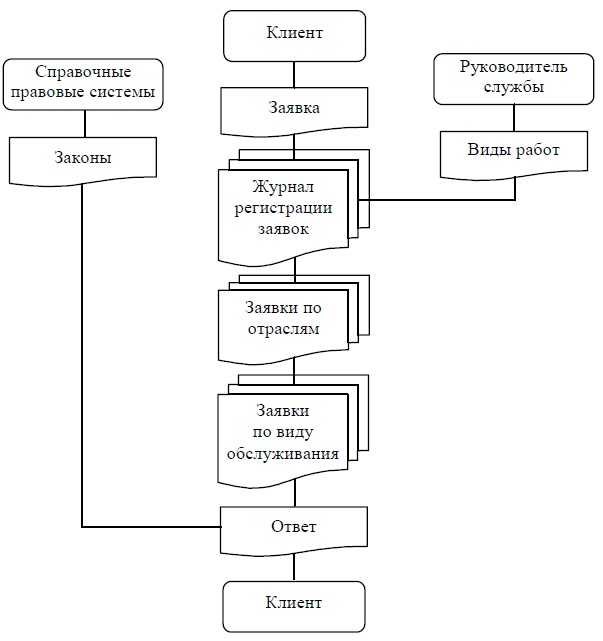 Клиент
Справочные
правовые системы
Руководитель
службы
Заявка
Законы
Виды работ
Журнал
регистрации
заявок
Заявки по
отраслям
Заявки
по виду
обслуживания
Ответ
Клиент